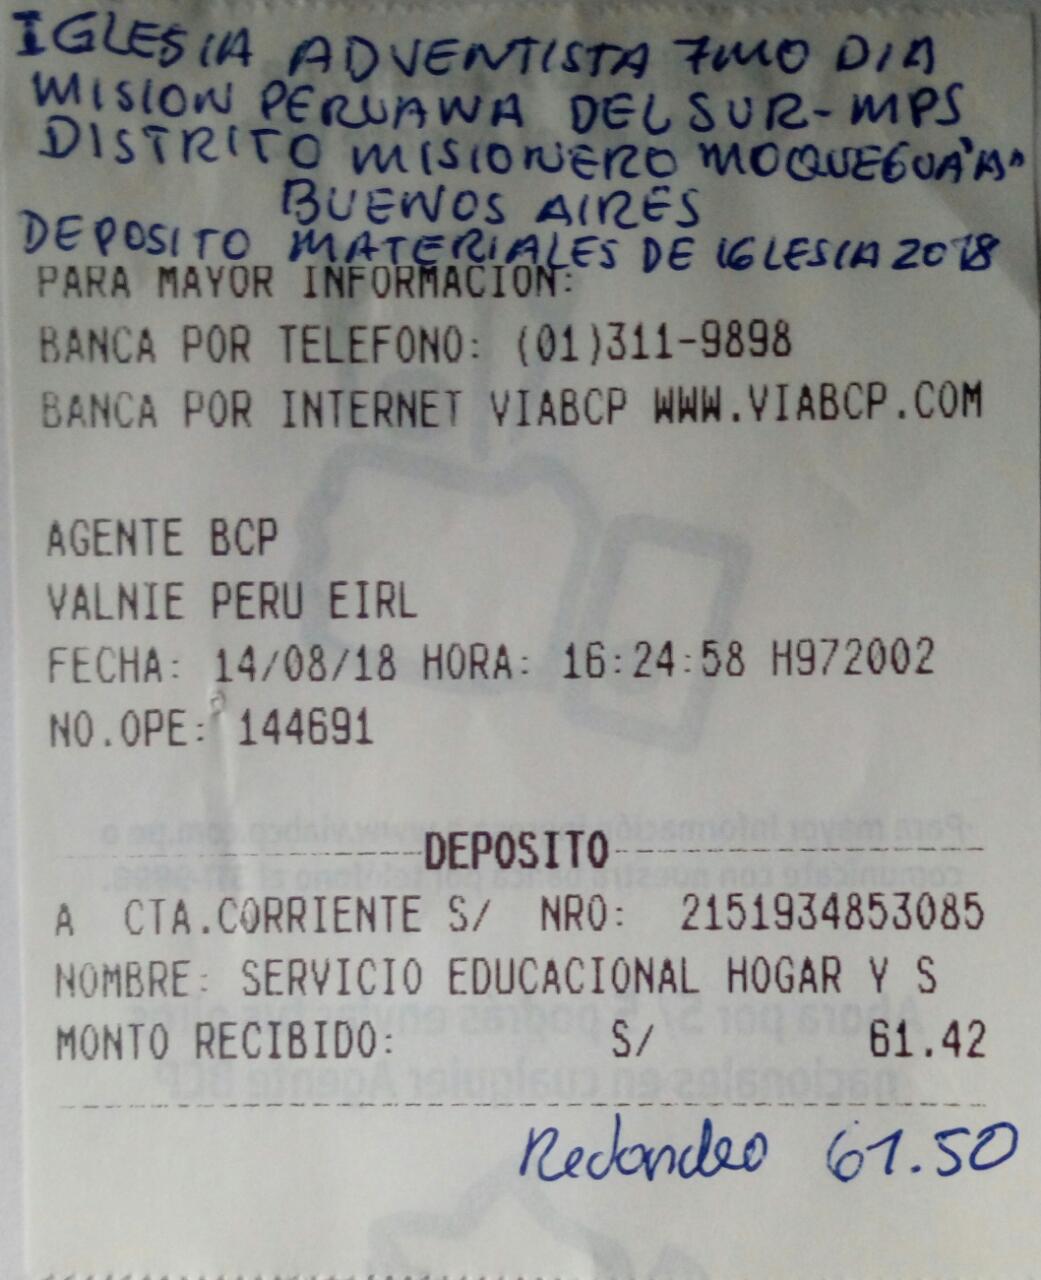 IGLESIA ADVENTISTA 7MO DIA
MISION PERUANA DEL SUR-MPS
DISTRITO MISIONERO MOQUEGUA "A"
BUENOS AIRES
DEPOSITO MATERIALES DE IGLESIA 2018
PARA MAYOR INFORMACION:
BANCA POR TELEFONO: (01)311-9898
BANCA POR INTERNET VIABCP WWW.VIABCP.COM
AGENTE BCP
VALNIE PERU EIRL
FECHA: 14/08/18 HORA: 16:24:58 H972002
NO.OPE: 144691
DEPOSITO
A CTA.CORRIENTE S/ NRO: 2151934853085
NOMBRE: SERVICIO EDUCACIONAL HOGAR Y S
MONTO RECIBIDO: S/ 61.42
Redondeo 61.50